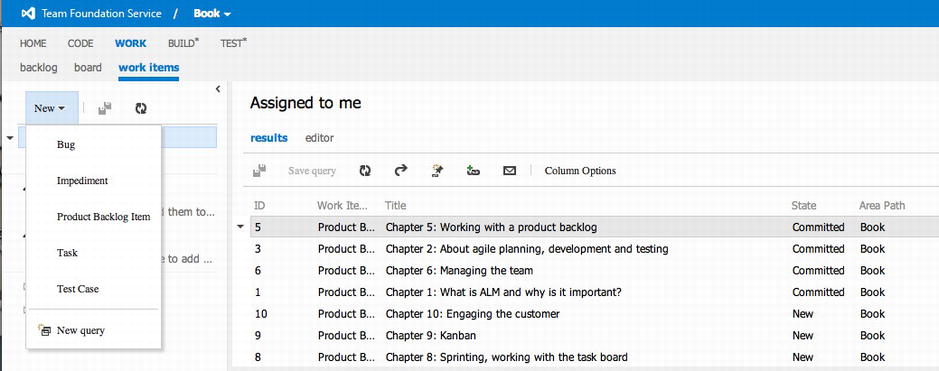 Team Foundation Service / Book
HOME CODE WORK BUILD* TEST*
backlog board work items
New
Bug
Impediment
Product Backlog Item
d them to...
Task
e to add ...
Test Case
New query
Assigned to me
results editor
Save query Column Options
ID Work Ite... Title State Area Path
5 Product B... Chapter 5: Working with a product backlog Committed Book
3 Product B... Chapter 2: About agile planning, development and testing Committed Book
6 Product B... Chapter 6: Managing the team Committed Book
1 Product B... Chapter 1: What is ALM and why is it important? Committed Book
10 Product B... Chapter 10: Engaging the customer New Book
9 Product B... Chapter 9: Kanban New Book
8 Product B... Chapter 8: Sprinting, working with the task board New Book